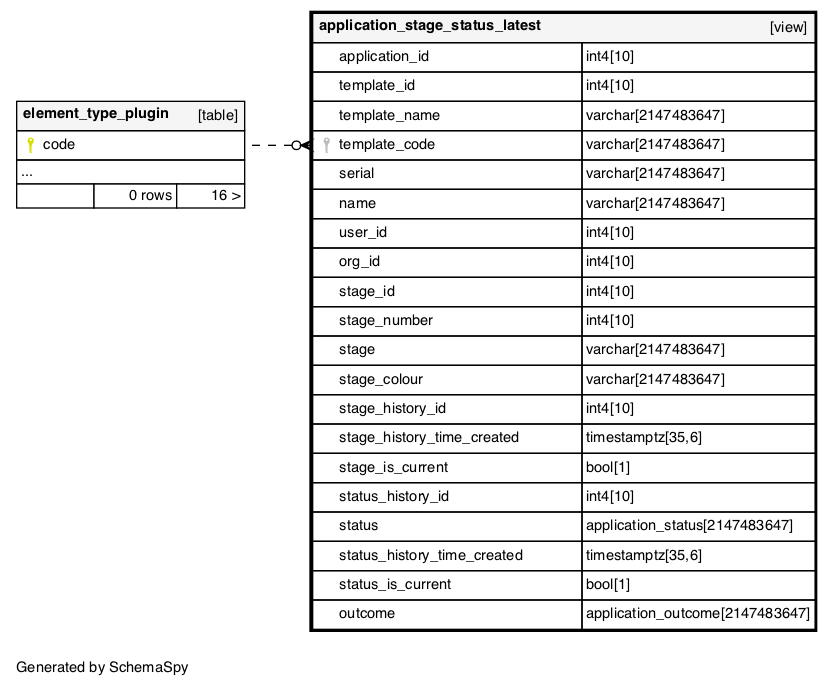 application_stage_status_latest [view]
application_id int4[10]
template_id int4[10]
element_type_plugin [table]
template_name varchar[2147483647]
code
template_code varchar[2147483647]
...
serial varchar[2147483647]
0 rows 16 >
name varchar[2147483647]
user_id int4[10]
org_id int4[10]
stage_id int4[10]
stage_number int4[10]
stage varchar[2147483647]
stage_colour varchar[2147483647]
stage_history_id int4[10]
stage_history_time_created timestamptz[35,6]
stage_is_current bool[1]
status_history_id int4[10]
status application_status[2147483647]
status_history_time_created timestamptz[35,6]
status_is_current bool[1]
outcome application_outcome[2147483647]
Generated by SchemaSpy